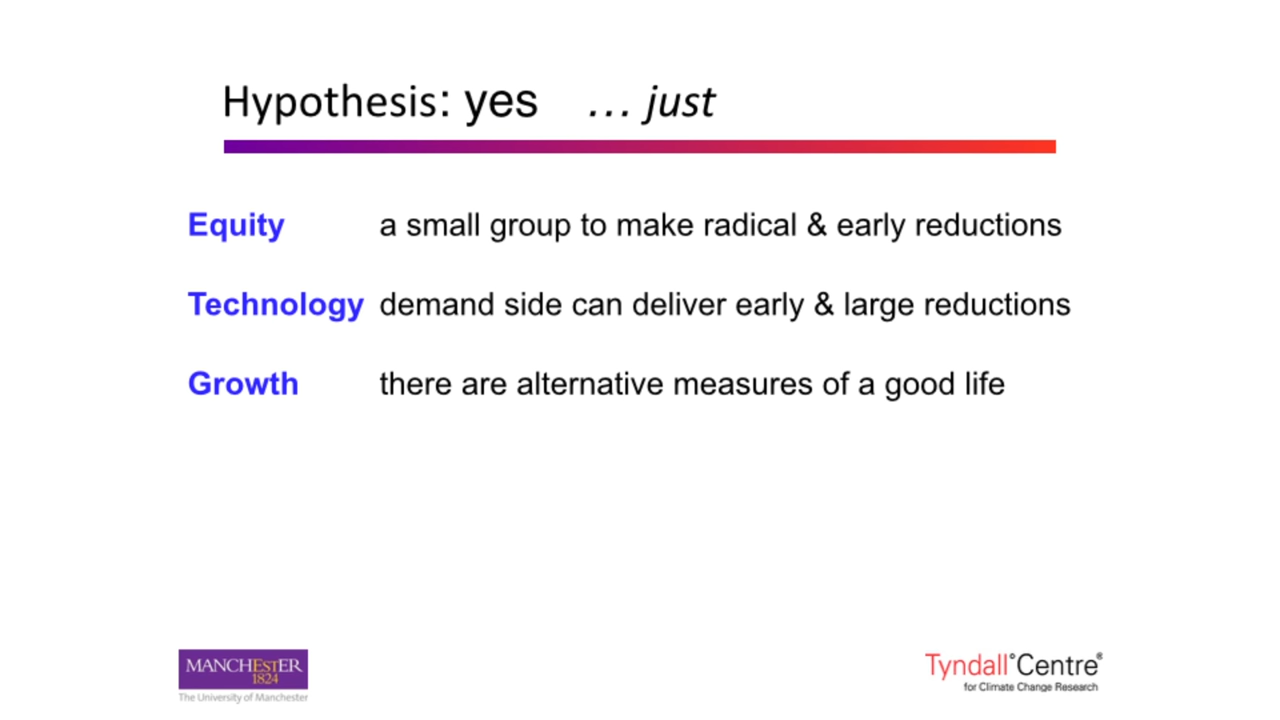 Hypothesis: yes … just
Equity a small group to make radical & early reductions
Technology demand side can deliver early & large reductions
Growth there are alternative measures of a good life
MANCHESTER
1824
The University of Manchester
Tyndall°Centre®
for Climate Change Research